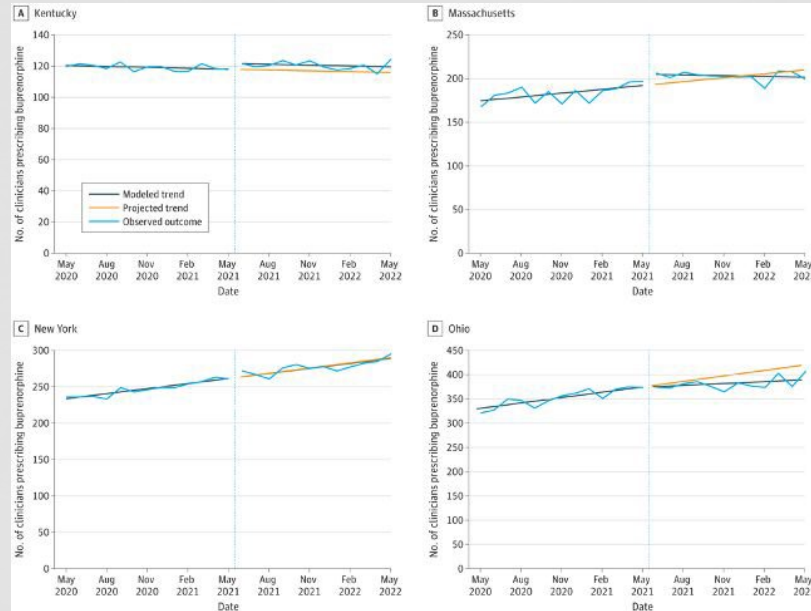 A Kentucky
140
120
100
80
60
40
20
0
No. of clinicians prescribing buprenorphine
Modeled trend
Projected trend
Observed outcome
May 2020
Aug 2020
Nov 2020
Feb 2021
May 2021
Aug 2021
Nov 2021
Feb 2022
May 2022
Date
B Massachusetts
250
200
150
100
50
0
No. of clinicians prescribing buprenorphine
May 2020
Aug 2020
Nov 2020
Feb 2021
May 2021
Aug 2021
Nov 2021
Feb 2022
May 2022
Date
C New York
300
250
200
150
100
50
0
No. of clinicians prescribing buprenorphine
May 2020
Aug 2020
Nov 2020
Feb 2021
May 2021
Aug 2021
Nov 2021
Feb 2022
May 2022
Date
D Ohio
450
400
350
300
250
200
150
100
50
0
No. of clinicians prescribing buprenorphine
May 2020
Aug 2020
Nov 2020
Feb 2021
May 2021
Aug 2021
Nov 2021
Feb 2022
May 2022
Date